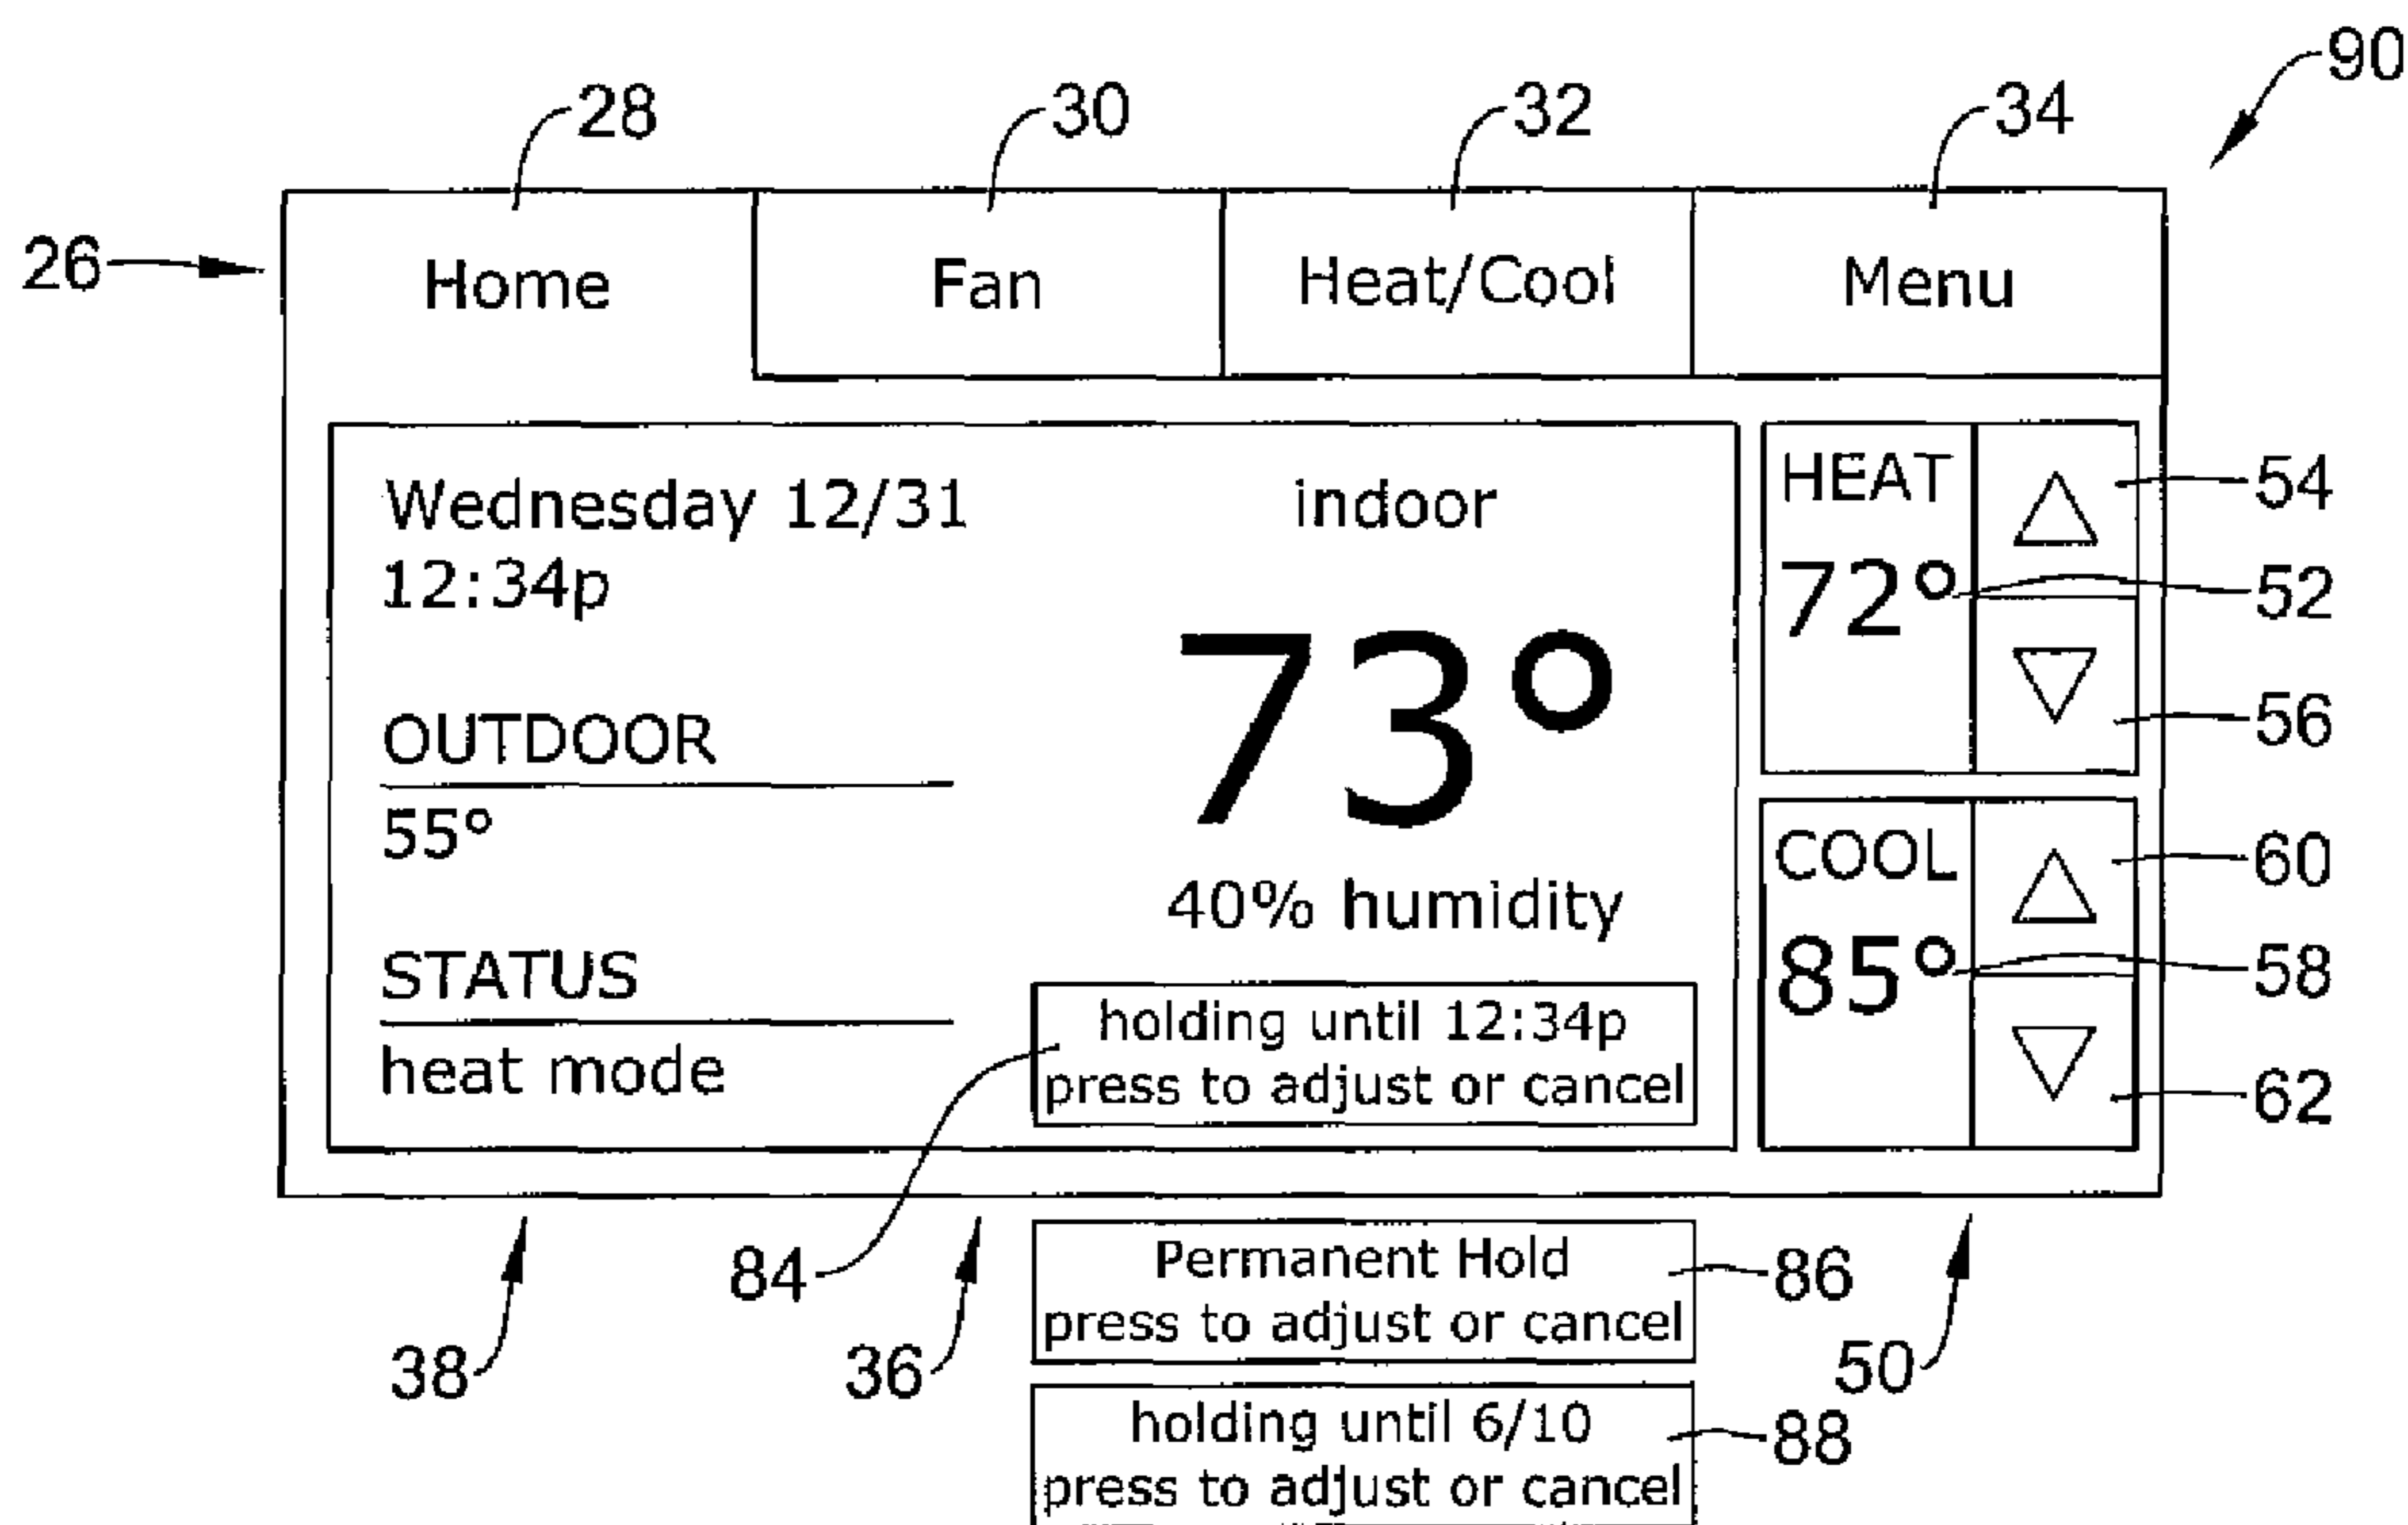 90
28
30
32
34
26
Home
Fan
Heat/Cool
Menu
Wednesday 12/31
12:34p
OUTDOOR
55°
STATUS
heat mode
indoor
73°
40% humidity
holding until 12:34p
press to adjust or cancel
HEAT
72°
54
52
56
COOL
85°
60
58
62
84
38
36
50
Permanent Hold
press to adjust or cancel
86
holding until 6/10
press to adjust or cancel
88